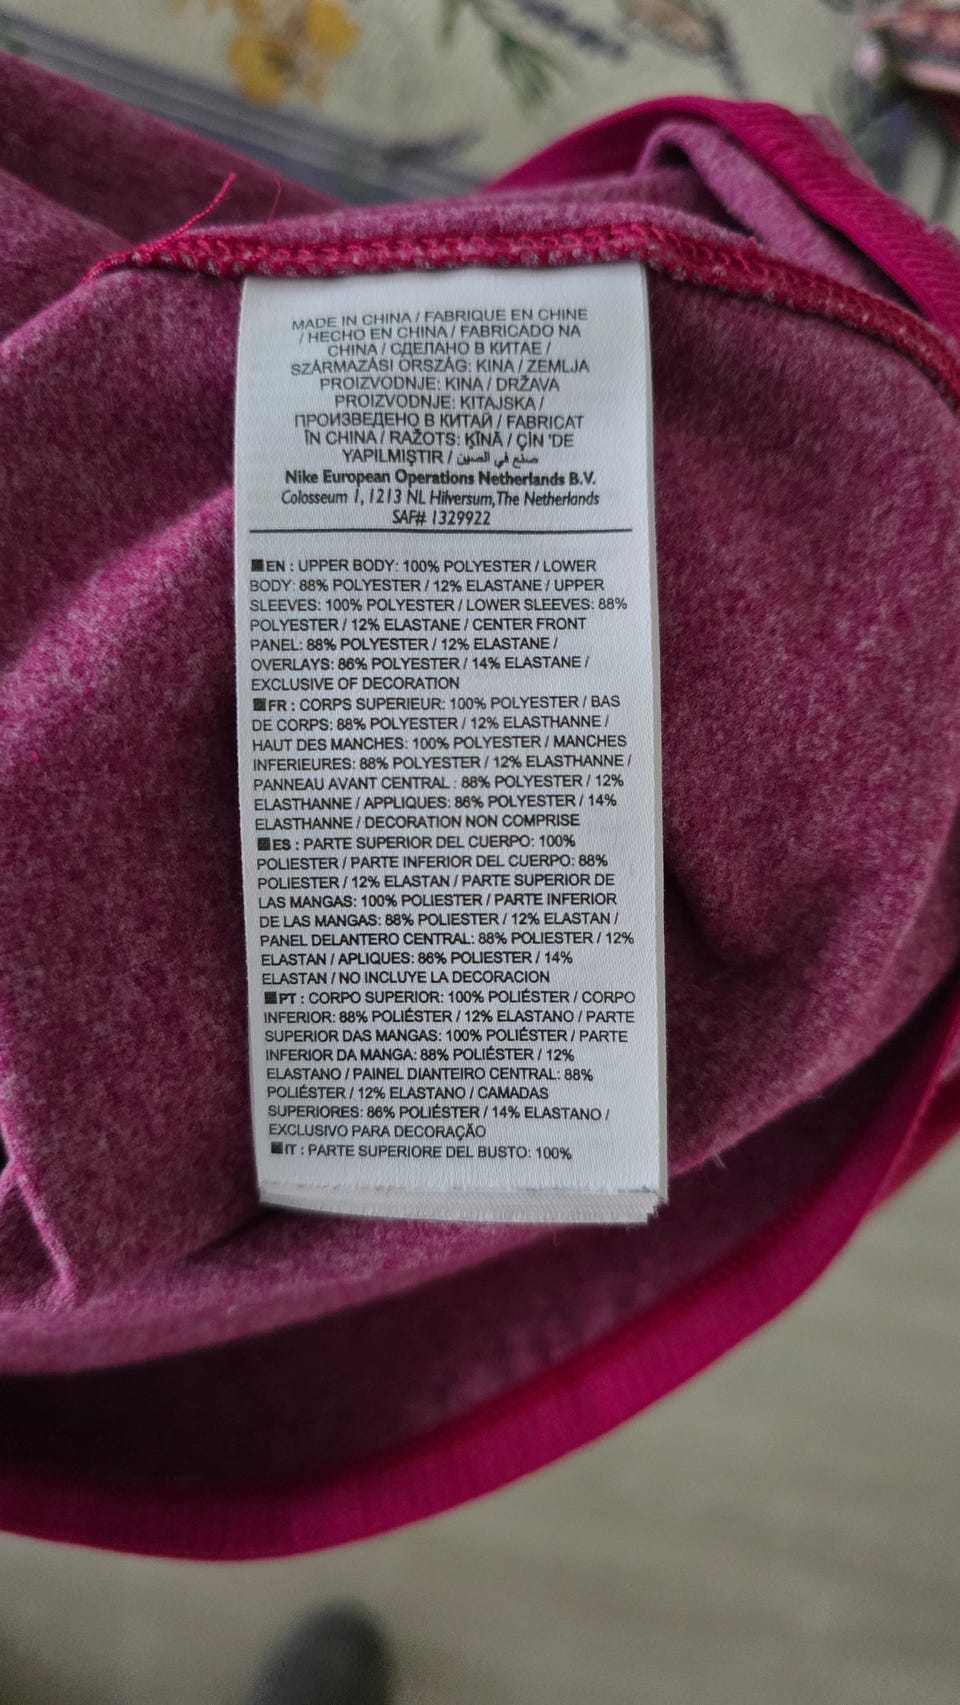 MADE IN CHINA / FABRIQUE EN CHINE
/ HECHO EN CHINA / FABRICADO NA
CHINA / СДЕЛАНО В КИТАЕ /
SZÁRMAZÁSI ORSZÁG: KINA / ZEMLJA
PROIZVODNJE: KINA / DRŽAVA
PROIZVODNJE: KITAJSKA /
ПРОИЗВЕДЕНО В КИТАЙ / FABRICAT
ÎN CHINA / RAŽOTS: ĶĪNĀ / ÇİN 'DE
YAPILMIŞTIR / صنع في الصين
Nike European Operations Netherlands B.V.
Colosseum 1, 1213 NL Hilversum, The Netherlands
SAF# 1329922
EN : UPPER BODY: 100% POLYESTER / LOWER
BODY: 88% POLYESTER / 12% ELASTANE / UPPER
SLEEVES: 100% POLYESTER / LOWER SLEEVES: 88%
POLYESTER / 12% ELASTANE / CENTER FRONT
PANEL: 88% POLYESTER / 12% ELASTANE /
OVERLAYS: 86% POLYESTER / 14% ELASTANE /
EXCLUSIVE OF DECORATION
FR : CORPS SUPERIEUR: 100% POLYESTER / BAS
DE CORPS: 88% POLYESTER / 12% ELASTHANNE /
HAUT DES MANCHES: 100% POLYESTER / MANCHES
INFERIEURES: 88% POLYESTER / 12% ELASTHANNE /
PANNEAU AVANT CENTRAL : 88% POLYESTER / 12%
ELASTHANNE / APPLIQUES: 86% POLYESTER / 14%
ELASTHANNE / DECORATION NON COMPRISE
ES : PARTE SUPERIOR DEL CUERPO: 100%
POLIESTER / PARTE INFERIOR DEL CUERPO: 88%
POLIESTER / 12% ELASTAN / PARTE SUPERIOR DE
LAS MANGAS: 100% POLIESTER / PARTE INFERIOR
DE LAS MANGAS: 88% POLIESTER / 12% ELASTAN /
PANEL DELANTERO CENTRAL: 88% POLIESTER / 12%
ELASTAN / APLIQUES: 86% POLIESTER / 14%
ELASTAN / NO INCLUYE LA DECORACION
PT : CORPO SUPERIOR: 100% POLIÉSTER / CORPO
INFERIOR: 88% POLIÉSTER / 12% ELASTANO / PARTE
SUPERIOR DAS MANGAS: 100% POLIÉSTER / PARTE
INFERIOR DA MANGA: 88% POLIÉSTER / 12%
ELASTANO / PAINEL DIANTEIRO CENTRAL: 88%
POLIÉSTER / 12% ELASTANO / CAMADAS
SUPERIORES: 86% POLIÉSTER / 14% ELASTANO /
EXCLUSIVO PARA DECORAÇÃO
IT : PARTE SUPERIORE DEL BUSTO: 100%